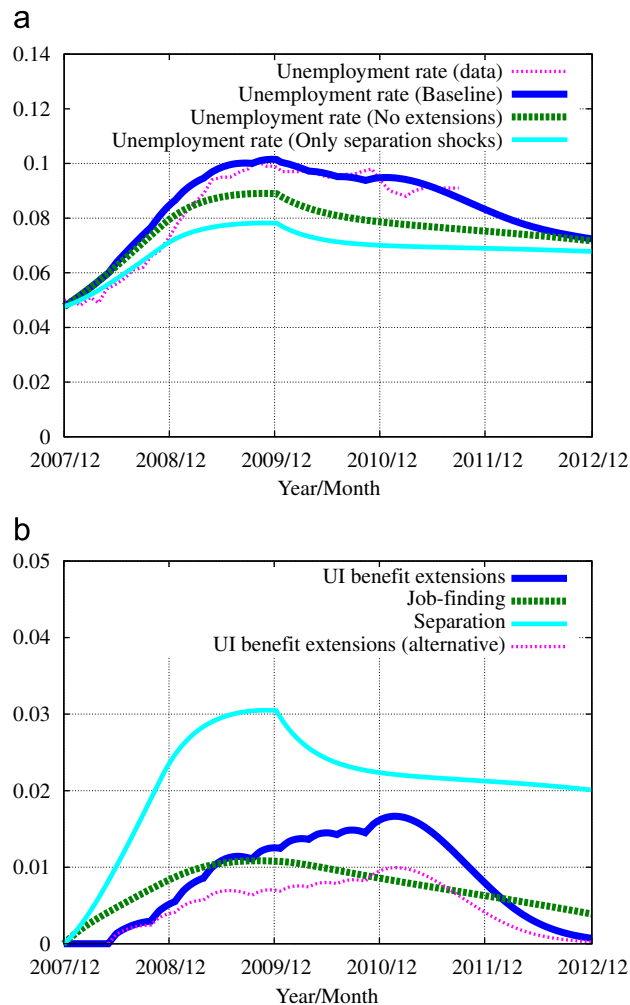 a
0.14
0.12
0.1
0.08
0.06
0.04
0.02
0
Unemployment rate (data)
Unemployment rate (Baseline)
Unemployment rate (No extensions)
Unemployment rate (Only separation shocks)
2007/12 2008/12 2009/12 2010/12 2011/12 2012/12
Year/Month
b
0.05
0.04
0.03
0.02
0.01
0
UI benefit extensions
Job-finding
Separation
UI benefit extensions (alternative)
2007/12 2008/12 2009/12 2010/12 2011/12 2012/12
Year/Month